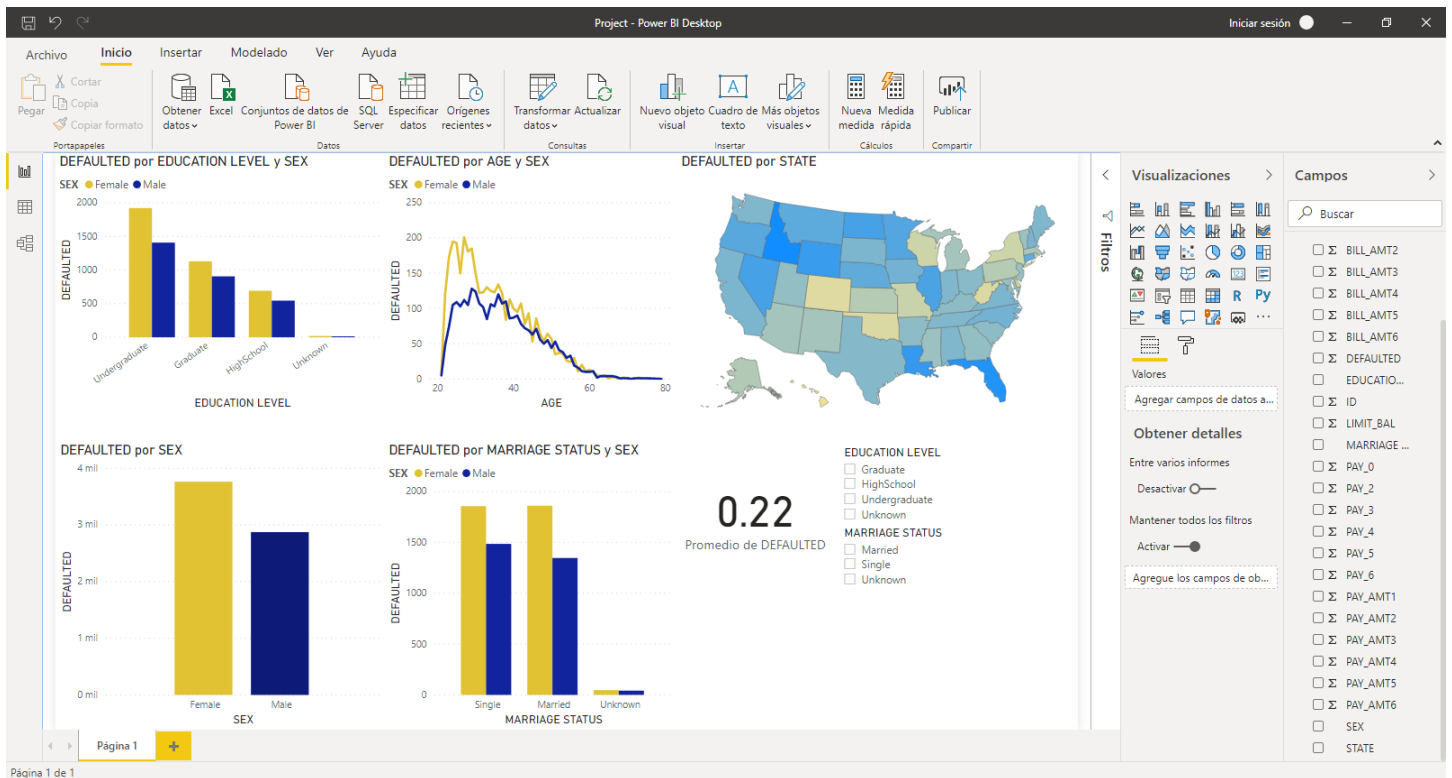 Project - Power BI Desktop
Iniciar sesión
Archivo Inicio Insertar Modelado Ver Ayuda
Pegar
Cortar
Copia
Copiar formato
Portapapeles
Obtener datos
Excel
Conjuntos de datos de Power BI
SQL Server
Especificar datos
Orígenes recientes
Datos
Transformar datos
Actualizar
Consultas
Nuevo objeto visual
Cuadro de texto
A
Más objetos visuales
Insertar
Nueva medida
Medida rápida
Cálculos
Publicar
Compartir
DEFAULTED por EDUCATION LEVEL y SEX
SEX Female Male
2000
1500
1000
500
0
DEFAULTED
Undergraduate Graduate HighSchool Unknown
EDUCATION LEVEL
DEFAULTED por AGE y SEX
SEX Female Male
250
200
150
100
50
0
DEFAULTED
20 40 60 80
AGE
DEFAULTED por STATE
DEFAULTED por SEX
4 mil
3 mil
2 mil
1 mil
0 mil
DEFAULTED
Female Male
SEX
DEFAULTED por MARRIAGE STATUS y SEX
SEX Female Male
2000
1500
1000
500
0
DEFAULTED
Single Married Unknown
MARRIAGE STATUS
0.22
Promedio de DEFAULTED
EDUCATION LEVEL
Graduate
HighSchool
Undergraduate
Unknown
MARRIAGE STATUS
Married
Single
Unknown
Filtros
Visualizaciones
123
R Py
Valores
Agregar campos de datos a...
Obtener detalles
Entre varios informes
Desactivar
Mantener todos los filtros
Activar
Agregue los campos de ob...
Campos
Buscar
Σ BILL_AMT2
Σ BILL_AMT3
Σ BILL_AMT4
Σ BILL_AMT5
Σ BILL_AMT6
Σ DEFAULTED
EDUCATIO...
Σ ID
Σ LIMIT_BAL
MARRIAGE ...
Σ PAY_0
Σ PAY_2
Σ PAY_3
Σ PAY_4
Σ PAY_5
Σ PAY_6
Σ PAY_AMT1
Σ PAY_AMT2
Σ PAY_AMT3
Σ PAY_AMT4
Σ PAY_AMT5
Σ PAY_AMT6
SEX
STATE
Página 1
Página 1 de 1